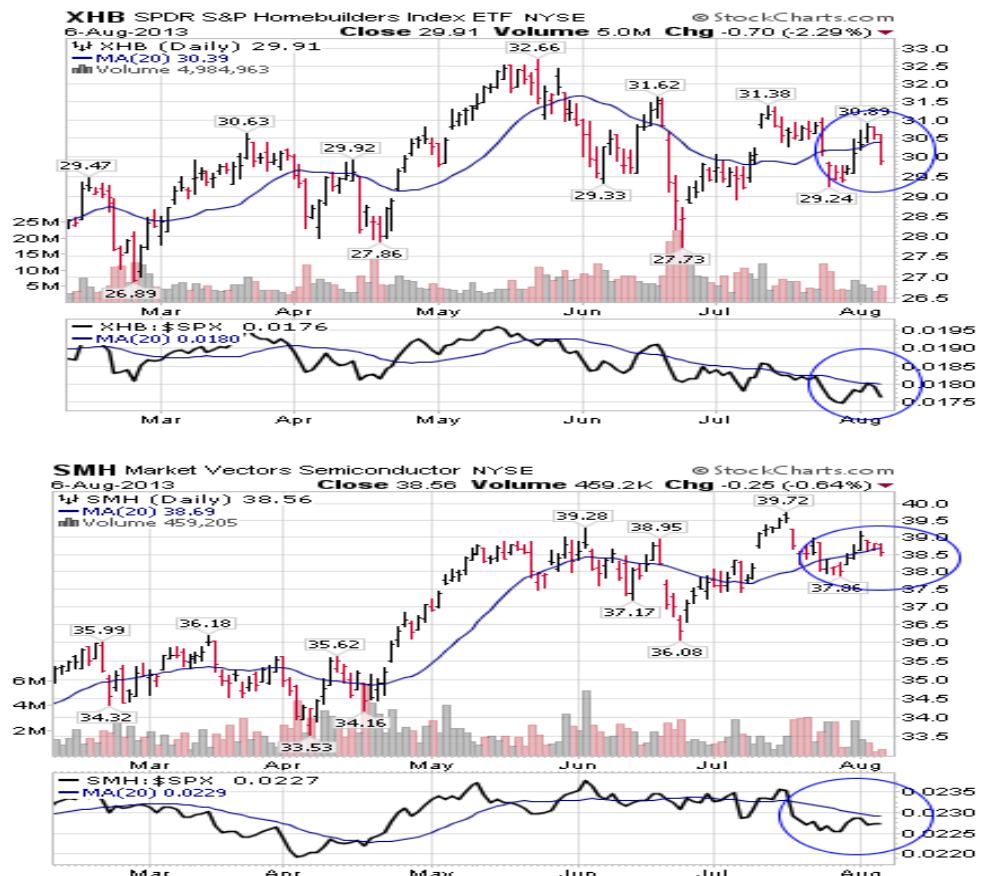 XHB SPDR S&P Homebuilders Index ETF NYSE © StockCharts.com
6-Aug-2013 Close 29.91 Volume 5.0M Chg -0.70 (-2.29%)
XHB (Daily) 29.91
MA(20) 30.39
Volume 4,984,963
32.66
33.0
32.5
32.0
31.5
31.0
30.5
30.0
29.5
29.0
28.5
28.0
27.5
27.0
26.5
31.62
31.38
30.89
30.63
29.92
29.47
29.33
29.24
27.86
27.73
26.89
25M
20M
15M
10M
5M
Mar Apr May Jun Jul Aug
XHB:$SPX 0.0176
MA(20) 0.0180
0.0195
0.0190
0.0185
0.0180
0.0175
Mar Apr May Jun Jul Aug
SMH Market Vectors Semiconductor NYSE © StockCharts.com
6-Aug-2013 Close 38.56 Volume 459.2K Chg -0.25 (-0.64%)
SMH (Daily) 38.56
MA(20) 38.69
Volume 459,205
39.72
39.28
38.95
40.0
39.5
39.0
38.5
38.0
37.5
37.0
36.5
36.0
35.5
35.0
34.5
34.0
33.5
37.86
37.17
36.08
36.18
35.99
35.62
34.32
34.16
33.53
6M
4M
2M
Mar Apr May Jun Jul Aug
SMH:$SPX 0.0227
MA(20) 0.0229
0.0235
0.0230
0.0225
0.0220
Mar Apr May Jun Jul Aug